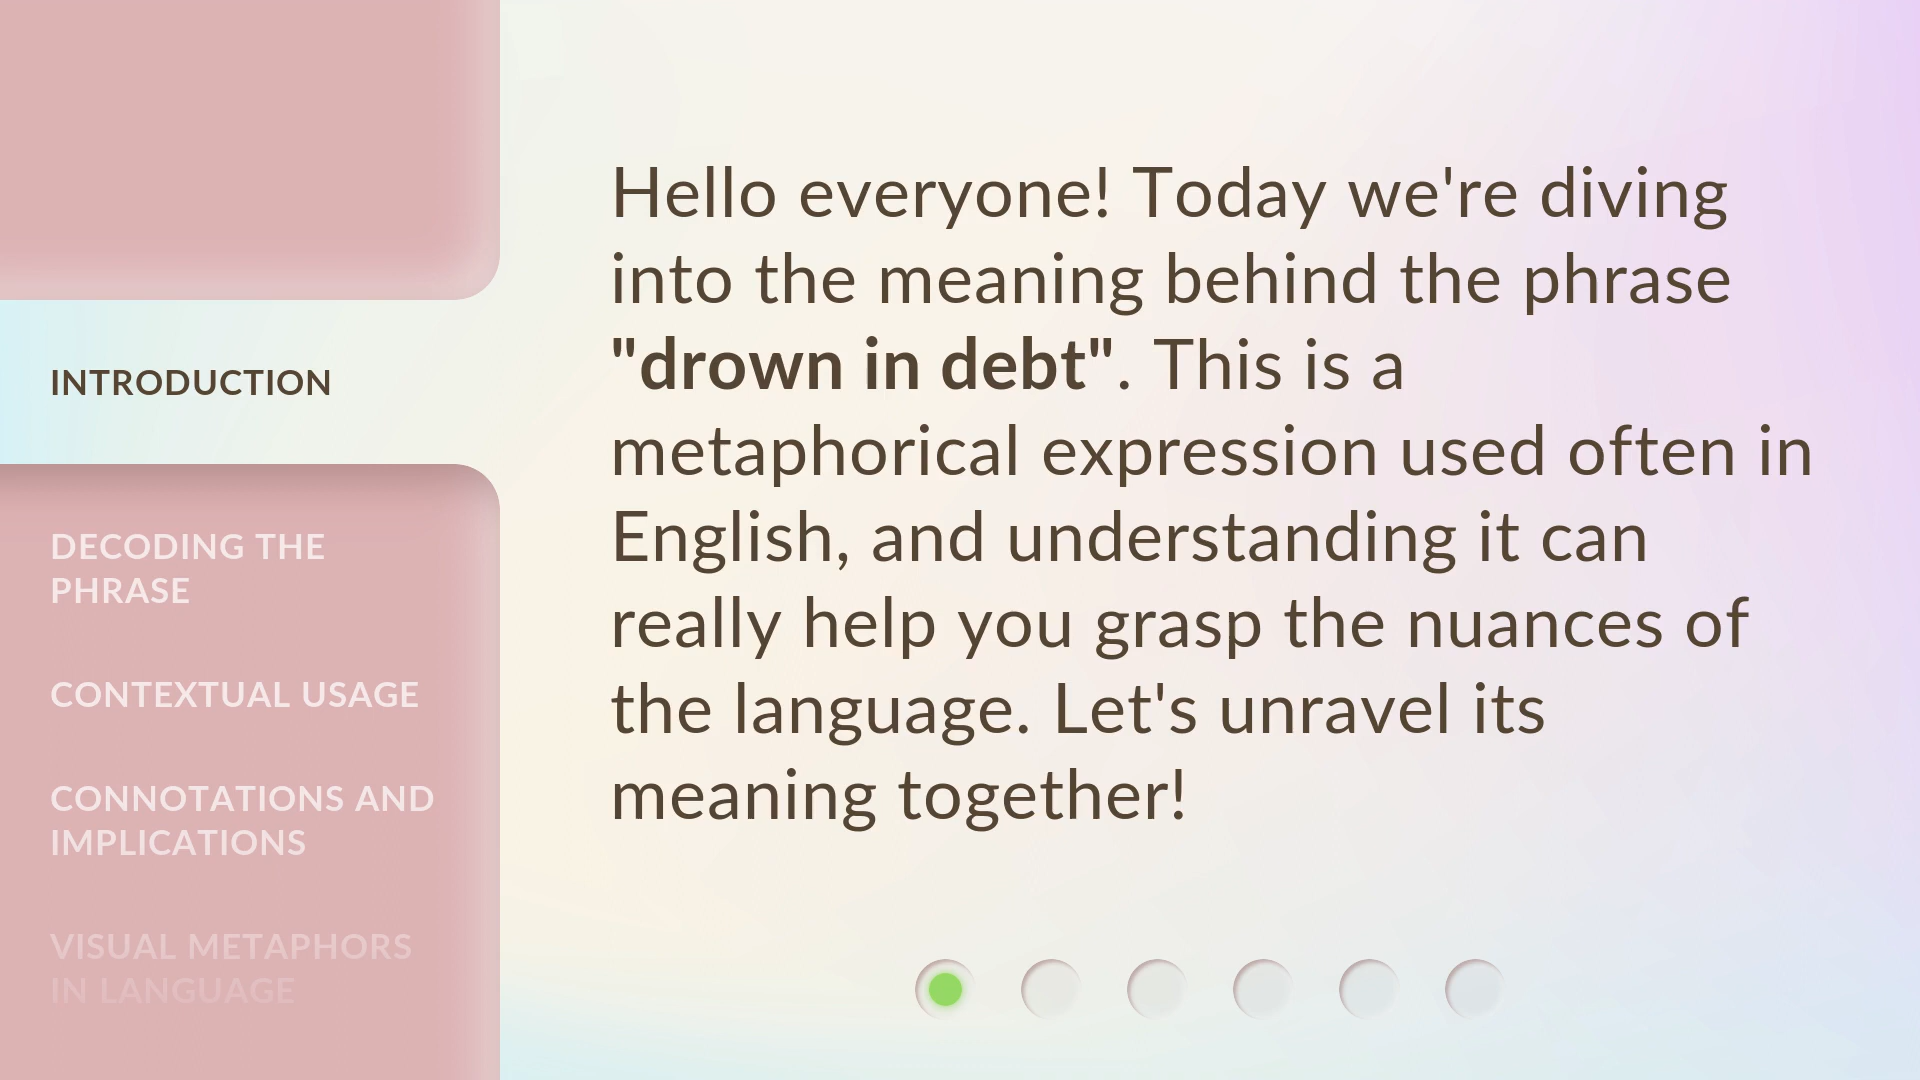 INTRODUCTION
DECODING THE
PHRASE
CONTEXTUAL USAGE
CONNOTATIONS AND
IMPLICATIONS
VISUAL METAPHORS
IN LANGUAGE
Hello everyone! Today we're diving
into the meaning behind the phrase
"drown in debt". This is a
metaphorical expression used often in
English, and understanding it can
really help you grasp the nuances of
the language. Let's unravel its
meaning together!